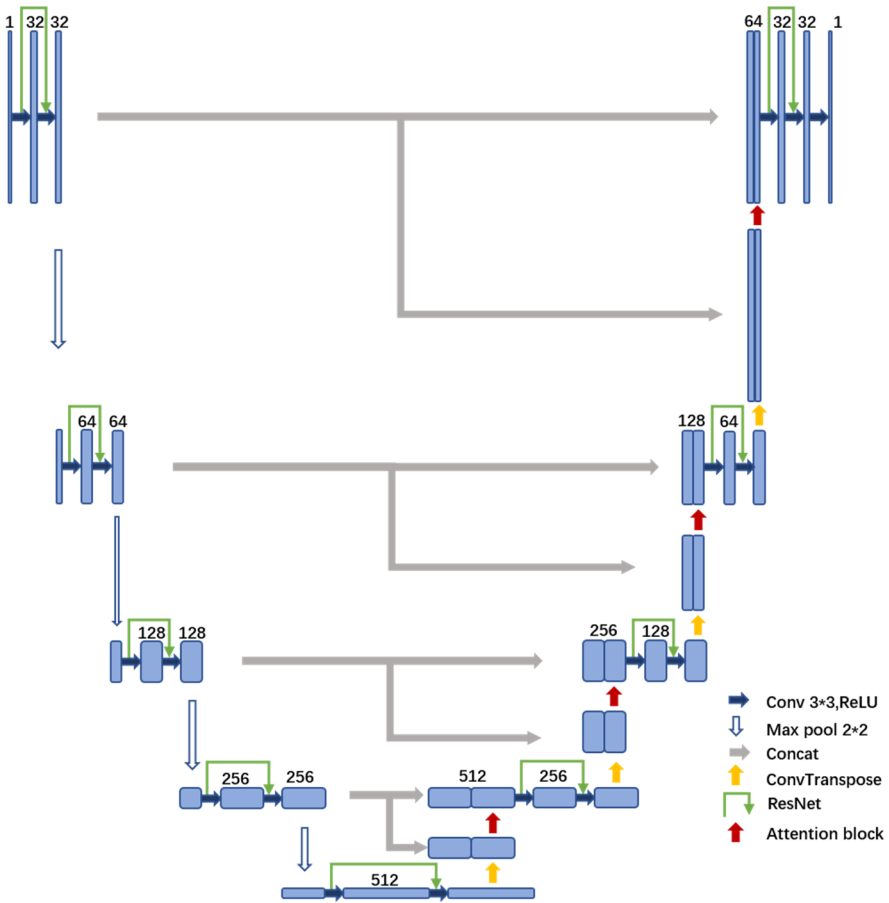 1 32 32
64 32 32 1
64 64
128 64
128 128
256 128
256 256
512 256
512
Conv 3*3,ReLU
Max pool 2*2
Concat
ConvTranspose
ResNet
Attention block